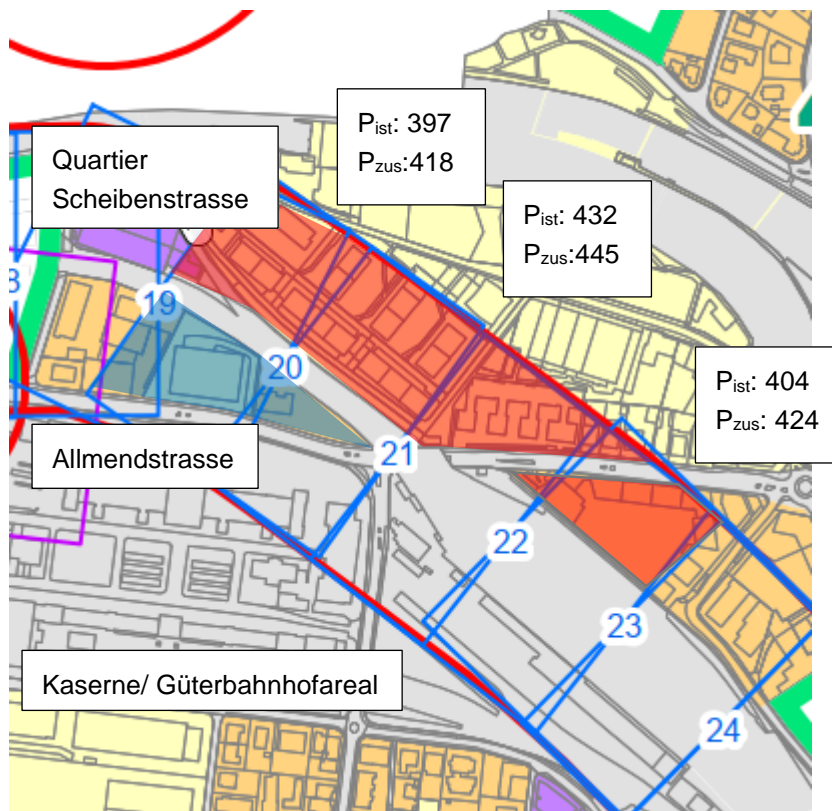 Quartier
Scheibenstrasse
Pist: 397
Pzus:418
Pist: 432
Pzus:445
Pist: 404
Pzus: 424
19
20
21
22
23
24
Allmendstrasse
Kaserne/ Güterbahnhofareal